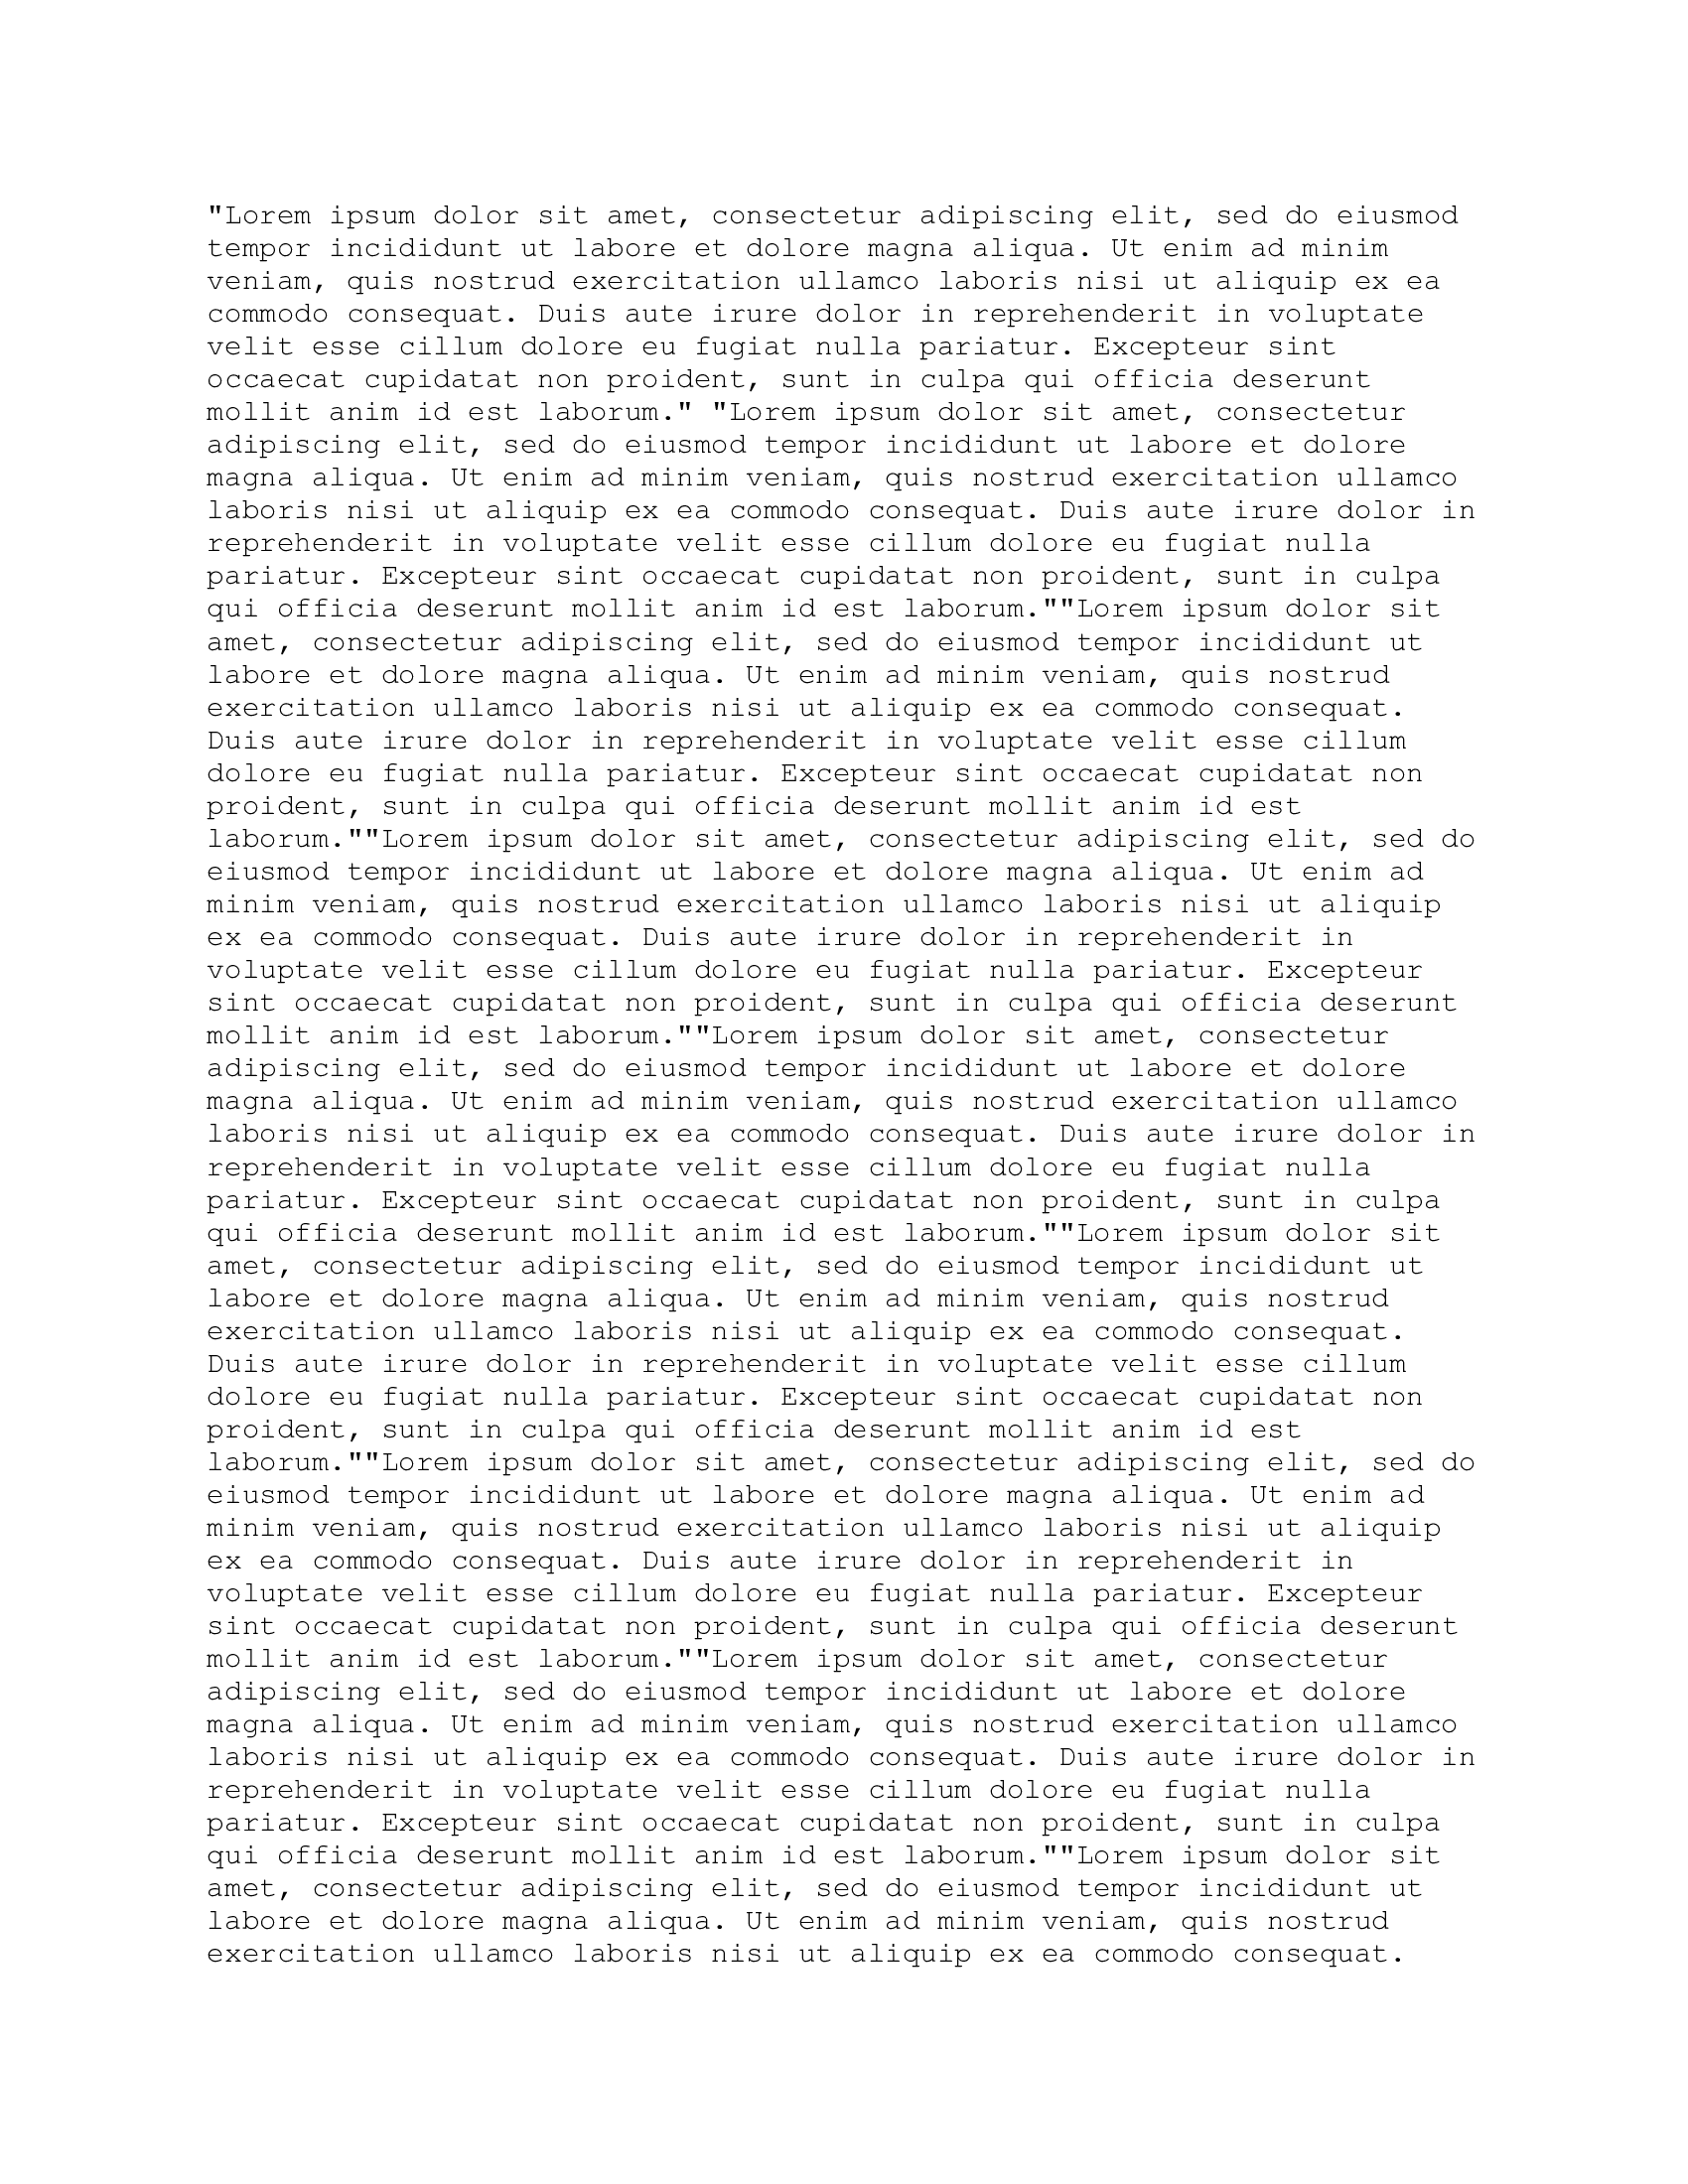 "Lorem ipsum dolor sit amet, consectetur adipiscing elit, sed do eiusmod
tempor incididunt ut labore et dolore magna aliqua. Ut enim ad minim
veniam, quis nostrud exercitation ullamco laboris nisi ut aliquip ex ea
commodo consequat. Duis aute irure dolor in reprehenderit in voluptate
velit esse cillum dolore eu fugiat nulla pariatur. Excepteur sint
occaecat cupidatat non proident, sunt in culpa qui officia deserunt
mollit anim id est laborum." "Lorem ipsum dolor sit amet, consectetur
adipiscing elit, sed do eiusmod tempor incididunt ut labore et dolore
magna aliqua. Ut enim ad minim veniam, quis nostrud exercitation ullamco
laboris nisi ut aliquip ex ea commodo consequat. Duis aute irure dolor in
reprehenderit in voluptate velit esse cillum dolore eu fugiat nulla
pariatur. Excepteur sint occaecat cupidatat non proident, sunt in culpa
qui officia deserunt mollit anim id est laborum.""Lorem ipsum dolor sit
amet, consectetur adipiscing elit, sed do eiusmod tempor incididunt ut
labore et dolore magna aliqua. Ut enim ad minim veniam, quis nostrud
exercitation ullamco laboris nisi ut aliquip ex ea commodo consequat.
Duis aute irure dolor in reprehenderit in voluptate velit esse cillum
dolore eu fugiat nulla pariatur. Excepteur sint occaecat cupidatat non
proident, sunt in culpa qui officia deserunt mollit anim id est
laborum.""Lorem ipsum dolor sit amet, consectetur adipiscing elit, sed do
eiusmod tempor incididunt ut labore et dolore magna aliqua. Ut enim ad
minim veniam, quis nostrud exercitation ullamco laboris nisi ut aliquip
ex ea commodo consequat. Duis aute irure dolor in reprehenderit in
voluptate velit esse cillum dolore eu fugiat nulla pariatur. Excepteur
sint occaecat cupidatat non proident, sunt in culpa qui officia deserunt
mollit anim id est laborum.""Lorem ipsum dolor sit amet, consectetur
adipiscing elit, sed do eiusmod tempor incididunt ut labore et dolore
magna aliqua. Ut enim ad minim veniam, quis nostrud exercitation ullamco
laboris nisi ut aliquip ex ea commodo consequat. Duis aute irure dolor in
reprehenderit in voluptate velit esse cillum dolore eu fugiat nulla
pariatur. Excepteur sint occaecat cupidatat non proident, sunt in culpa
qui officia deserunt mollit anim id est laborum.""Lorem ipsum dolor sit
amet, consectetur adipiscing elit, sed do eiusmod tempor incididunt ut
labore et dolore magna aliqua. Ut enim ad minim veniam, quis nostrud
exercitation ullamco laboris nisi ut aliquip ex ea commodo consequat.
Duis aute irure dolor in reprehenderit in voluptate velit esse cillum
dolore eu fugiat nulla pariatur. Excepteur sint occaecat cupidatat non
proident, sunt in culpa qui officia deserunt mollit anim id est
laborum.""Lorem ipsum dolor sit amet, consectetur adipiscing elit, sed do
eiusmod tempor incididunt ut labore et dolore magna aliqua. Ut enim ad
minim veniam, quis nostrud exercitation ullamco laboris nisi ut aliquip
ex ea commodo consequat. Duis aute irure dolor in reprehenderit in
voluptate velit esse cillum dolore eu fugiat nulla pariatur. Excepteur
sint occaecat cupidatat non proident, sunt in culpa qui officia deserunt
mollit anim id est laborum.""Lorem ipsum dolor sit amet, consectetur
adipiscing elit, sed do eiusmod tempor incididunt ut labore et dolore
magna aliqua. Ut enim ad minim veniam, quis nostrud exercitation ullamco
laboris nisi ut aliquip ex ea commodo consequat. Duis aute irure dolor in
reprehenderit in voluptate velit esse cillum dolore eu fugiat nulla
pariatur. Excepteur sint occaecat cupidatat non proident, sunt in culpa
qui officia deserunt mollit anim id est laborum.""Lorem ipsum dolor sit
amet, consectetur adipiscing elit, sed do eiusmod tempor incididunt ut
labore et dolore magna aliqua. Ut enim ad minim veniam, quis nostrud
exercitation ullamco laboris nisi ut aliquip ex ea commodo consequat.